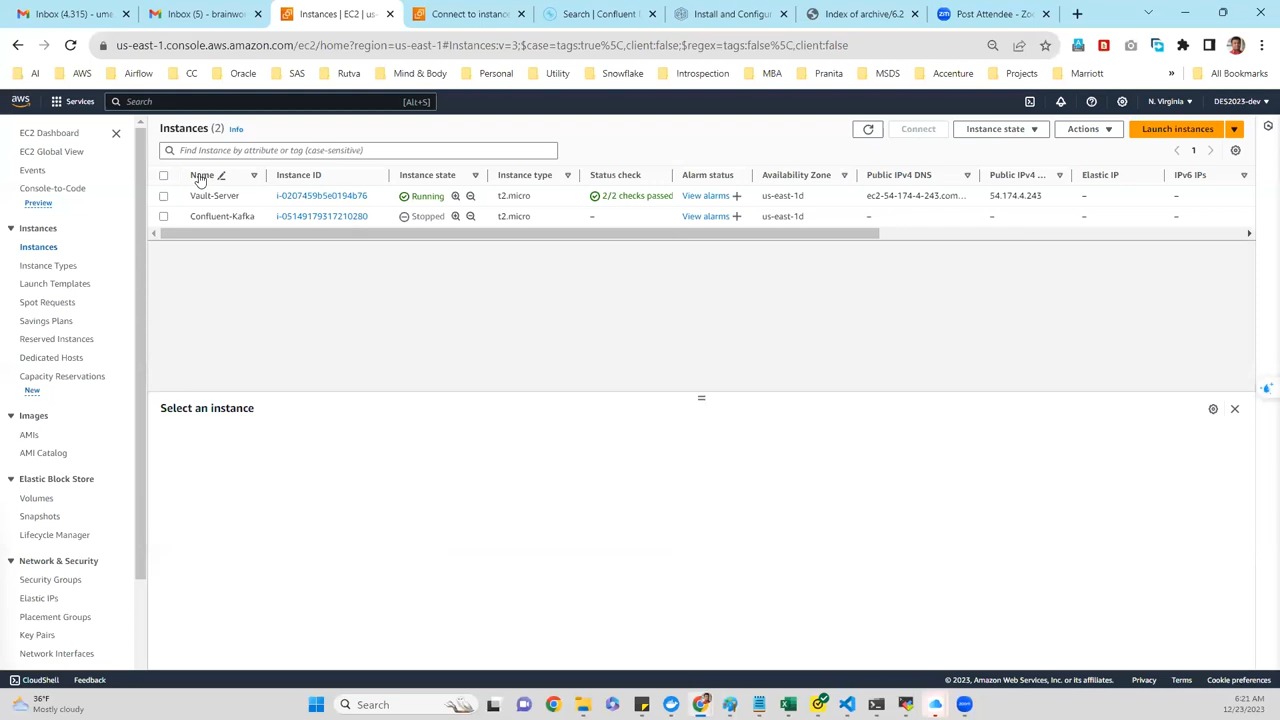 Inbox (4.315) - ume
Inbox (5) - brainwo
Instances | EC2 | us-
Connect to instance
Search | Confluent
Install and Configur
Index of archive/6.2
Post Attendee - Zo
us-east-1.console.aws.amazon.com/ec2/home?region=us-east-1#Instances:v=3;$case=tags:true%5C,client:false;$regex=tags:false%5C,client:false
AI
AWS
Airflow
CC
Oracle
SAS
Rutva
Mind & Body
Personal
Utility
Snowflake
Introspection
MBA
Pranita
MSDS
Accenture
Projects
Marriott
»
All Bookmarks
aws
Services
Search
[Alt+S]
N. Virginia
DES2023-dev
EC2 Dashboard
EC2 Global View
Events
Console-to-Code
Preview
Instances
Instances
Instance Types
Launch Templates
Spot Requests
Savings Plans
Reserved Instances
Dedicated Hosts
Capacity Reservations
New
Images
AMIs
AMI Catalog
Elastic Block Store
Volumes
Snapshots
Lifecycle Manager
Network & Security
Security Groups
Elastic IPs
Placement Groups
Key Pairs
Network Interfaces
Instances (2) Info
Connect
Instance state
Actions
Launch instances
Find Instance by attribute or tag (case-sensitive)
1
Name Instance ID Instance state Instance type Status check Alarm status Availability Zone Public IPv4 DNS Public IPv4 ... Elastic IP IPv6 IPs
Vault-Server i-0207459b5e0194b76 Running t2.micro 2/2 checks passed View alarms + us-east-1d ec2-54-174-4-243.com... 54.174.4.243 – –
Confluent-Kafka i-05149179317210280 Stopped t2.micro – View alarms + us-east-1d – – – –
Select an instance
CloudShell
Feedback
© 2023, Amazon Web Services, Inc. or its affiliates.
Privacy
Terms
Cookie preferences
36°F
Mostly cloudy
Search
6:21 AM
12/23/2023